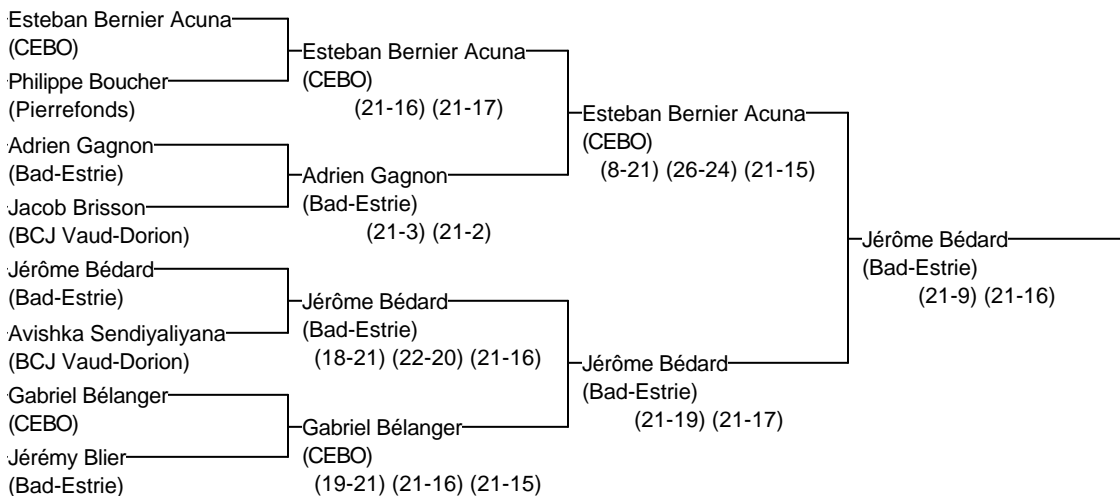 Esteban Bernier Acuna
(CEBO)
Philippe Boucher
(Pierrefonds)
Adrien Gagnon
(Bad-Estrie)
Jacob Brisson
(BCJ Vaud-Dorion)
Jérôme Bédard
(Bad-Estrie)
Avishka Sendiyaliyana
(BCJ Vaud-Dorion)
Gabriel Bélanger
(CEBO)
Jérémy Blier
(Bad-Estrie)
Esteban Bernier Acuna
(CEBO)
(21-16) (21-17)
Adrien Gagnon
(Bad-Estrie)
(21-3) (21-2)
Jérôme Bédard
(Bad-Estrie)
(18-21) (22-20) (21-16)
Gabriel Bélanger
(CEBO)
(19-21) (21-16) (21-15)
Esteban Bernier Acuna
(CEBO)
(8-21) (26-24) (21-15)
Jérôme Bédard
(Bad-Estrie)
(21-19) (21-17)
Jérôme Bédard
(Bad-Estrie)
(21-9) (21-16)